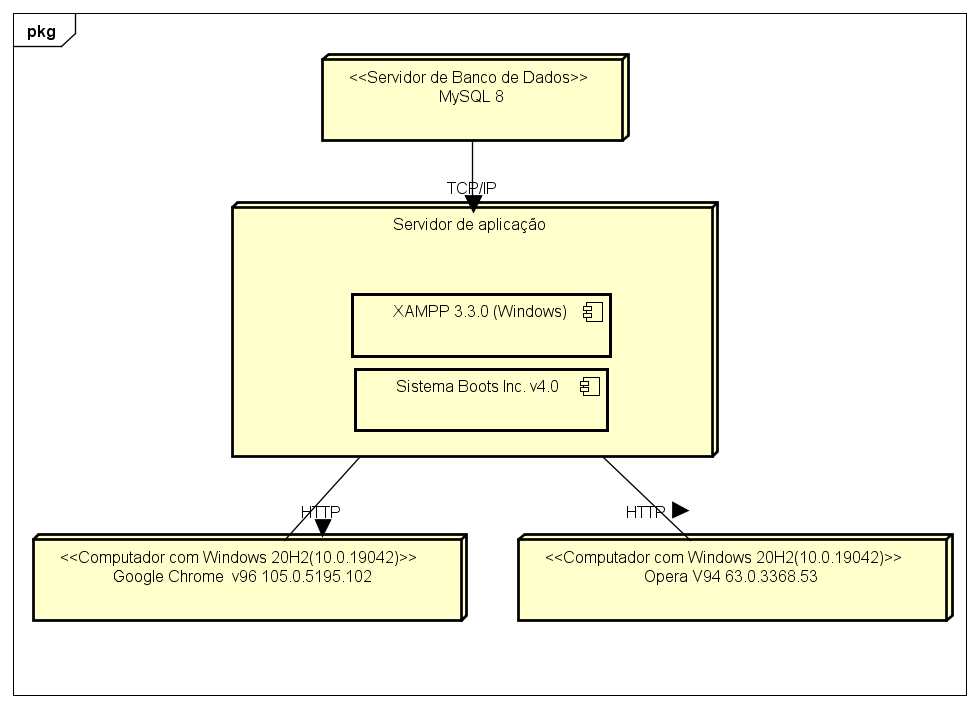 pkg
<<Servidor de Banco de Dados>>
MySQL 8
TCP/IP
Servidor de aplicação
XAMPP 3.3.0 (Windows)
Sistema Boots Inc. v4.0
HTTP
HTTP
<<Computador com Windows 20H2(10.0.19042)>>
Google Chrome  v96 105.0.5195.102
<<Computador com Windows 20H2(10.0.19042)>>
Opera V94 63.0.3368.53